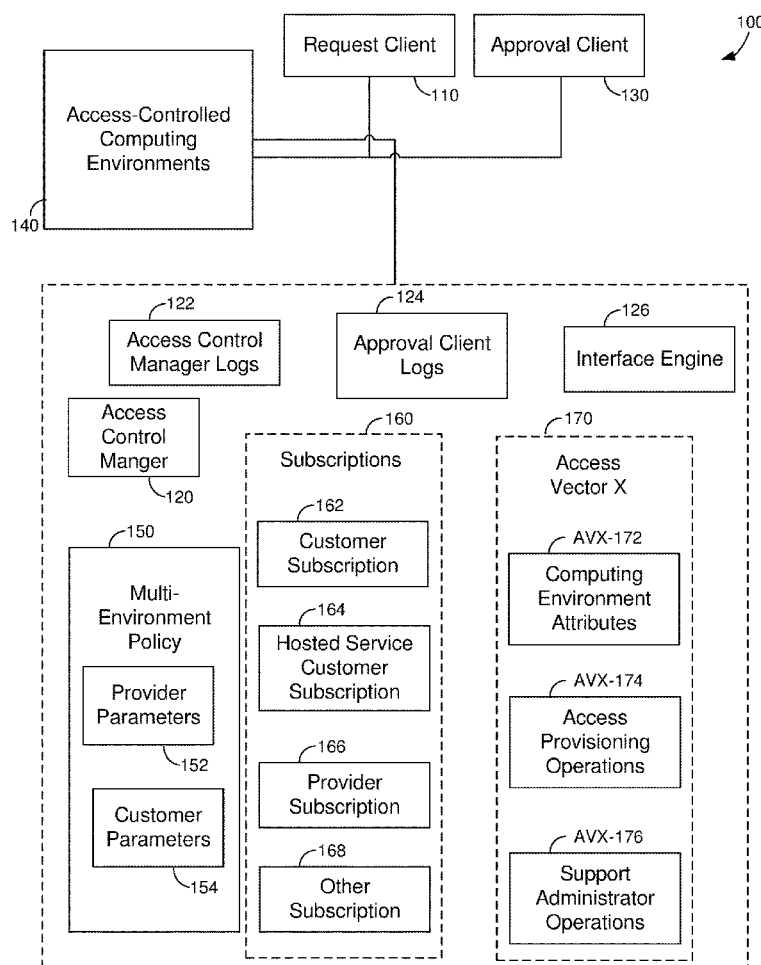 100
Request Client
110
Approval Client
130
Access-Controlled
Computing
Environments
140
122
Access Control
Manager Logs
124
Approval Client
Logs
126
Interface Engine
Access
Control
Manger
120
150
Multi-
Environment
Policy
Provider
Parameters
152
Customer
Parameters
154
160
Subscriptions
162
Customer
Subscription
164
Hosted Service
Customer
Subscription
166
Provider
Subscription
168
Other
Subscription
170
Access
Vector X
AVX-172
Computing
Environment
Attributes
AVX-174
Access
Provisioning
Operations
AVX-176
Support
Administrator
Operations